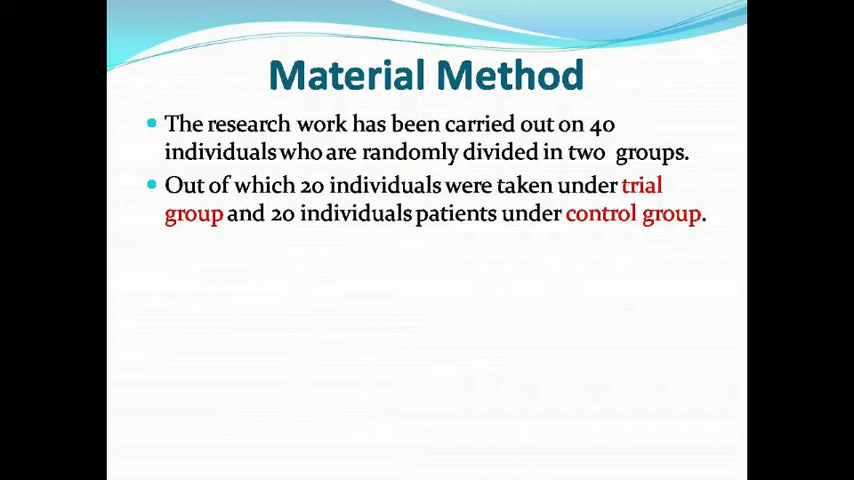 Material Method
• The research work has been carried out on 40
individuals who are randomly divided in two groups.
• Out of which 20 individuals were taken under trial
group and 20 individuals patients under control group.